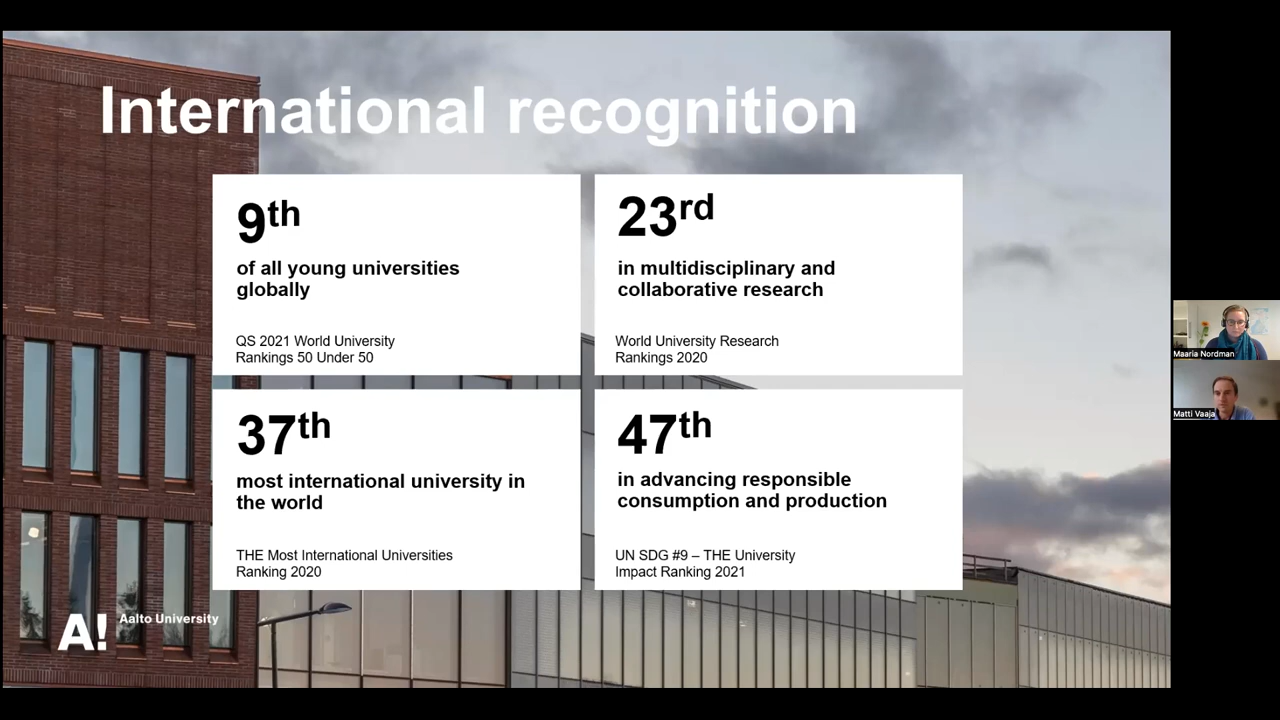 International recognition
9th
of all young universities
globally
QS 2021 World University
Rankings 50 Under 50
23rd
in multidisciplinary and
collaborative research
World University Research
Rankings 2020
37th
most international university in
the world
THE Most International Universities
Ranking 2020
47th
in advancing responsible
consumption and production
UN SDG #9 – THE University
Impact Ranking 2021
A!
Aalto University
Maaria Nordman
Matti Vaaja